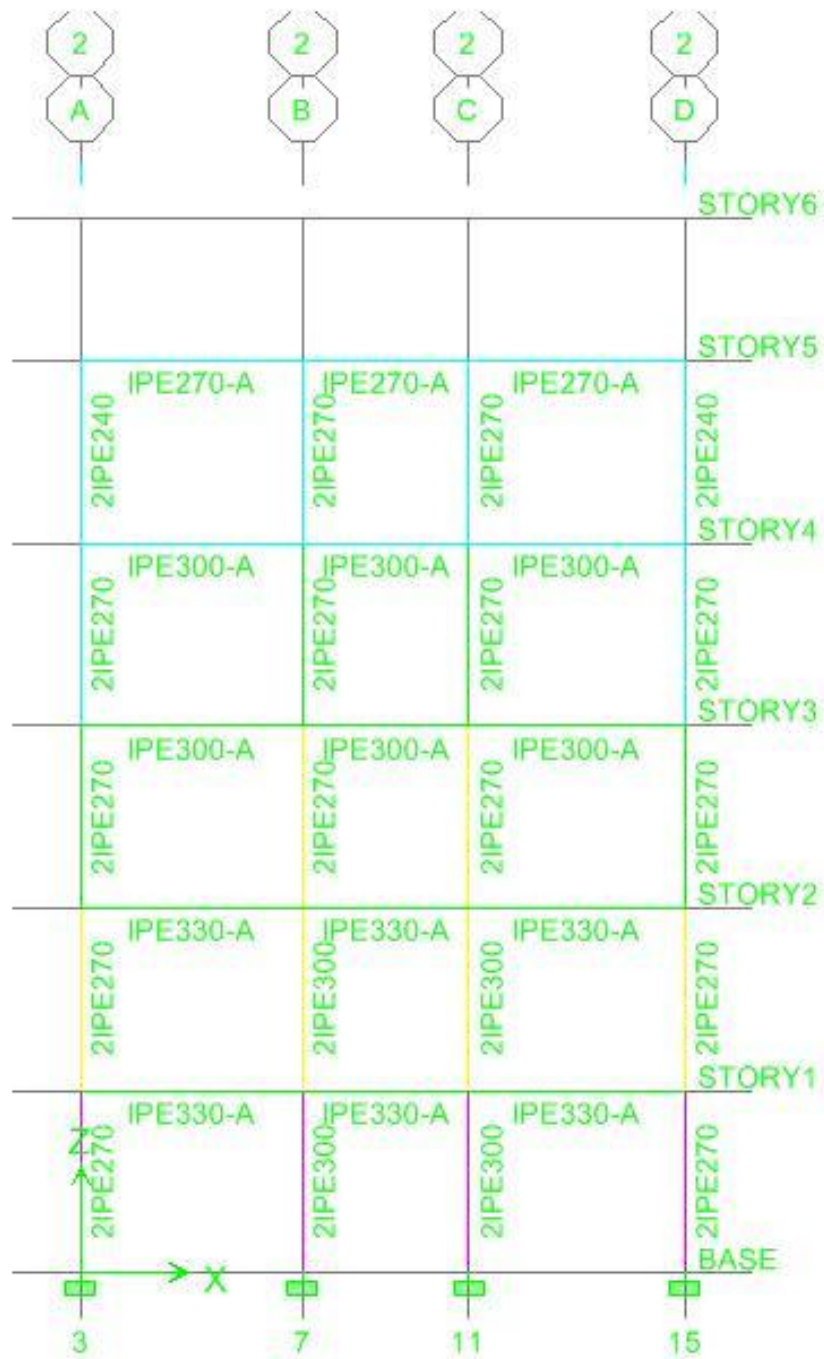 2 2 2 2
A B C D
STORY6
STORY5
IPE270-A IPE270-A IPE270-A
2IPE240 2IPE270 2IPE270 2IPE240
STORY4
IPE300-A IPE300-A IPE300-A
2IPE270 2IPE270 2IPE270 2IPE270
STORY3
IPE300-A IPE300-A IPE300-A
2IPE270 2IPE270 2IPE270 2IPE270
STORY2
IPE330-A IPE330-A IPE330-A
2IPE270 2IPE300 2IPE300 2IPE270
STORY1
IPE330-A IPE330-A IPE330-A
Z
2IPE270 2IPE300 2IPE300 2IPE270
BASE
X
3 7 11 15